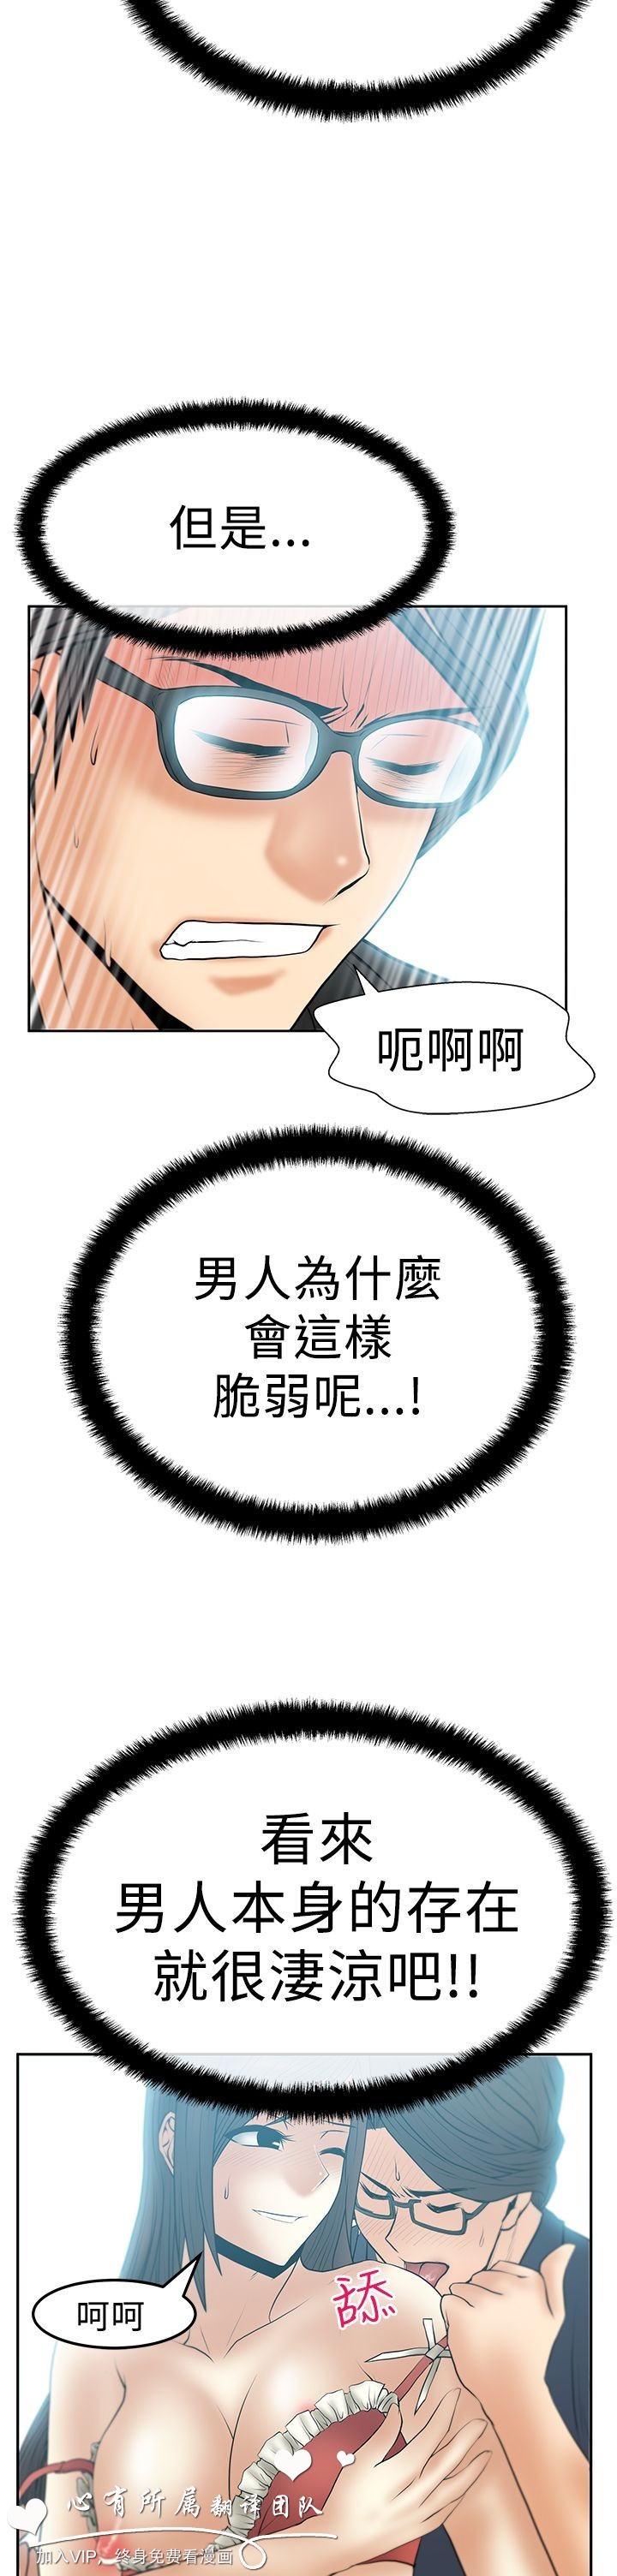 但是...
呃啊啊
男人為什麼
會這樣
脆弱呢...!
看來
男人本身的存在
就很淒涼吧!!
呵呵
舔
心有所属翻译团队
加入VIP，终身免费看漫画